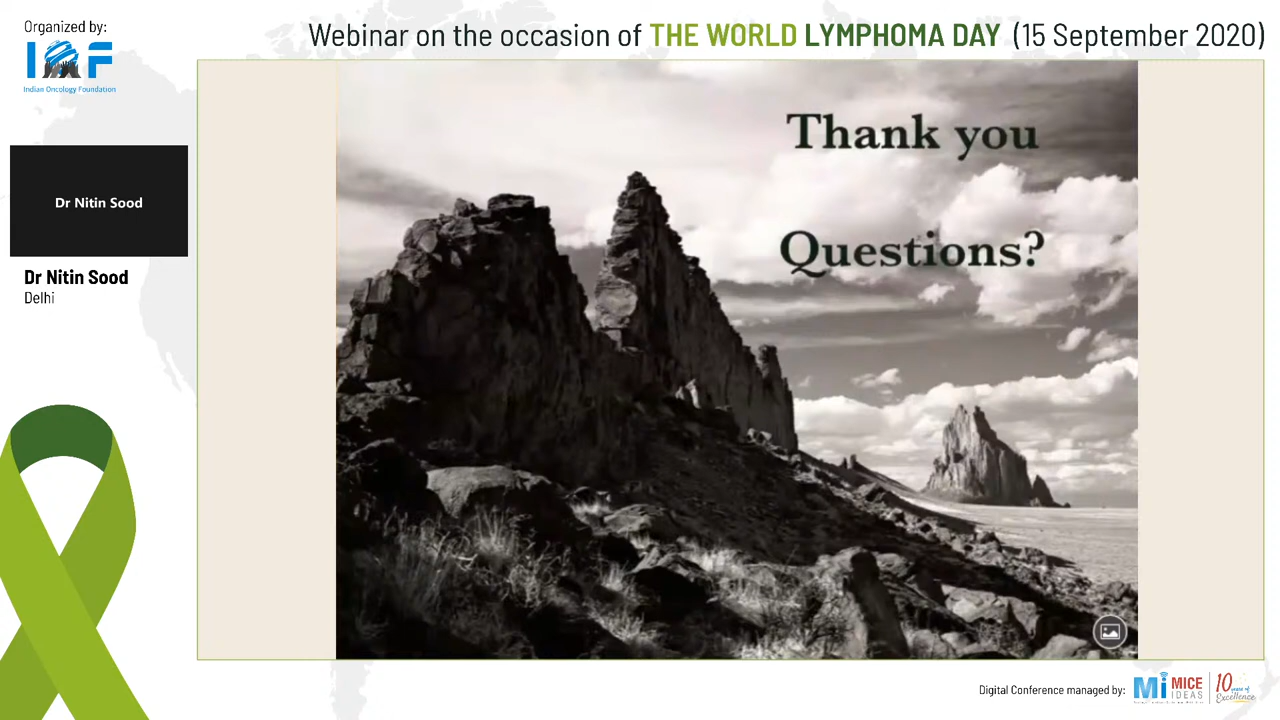 Organized by:
IOF
Indian Oncology Foundation
Webinar on the occasion of THE WORLD LYMPHOMA DAY (15 September 2020)
Dr Nitin Sood
Dr Nitin Sood
Delhi
Thank you
Questions?
Digital Conference managed by:
Mi MICE IDEAS
10 years of Excellence